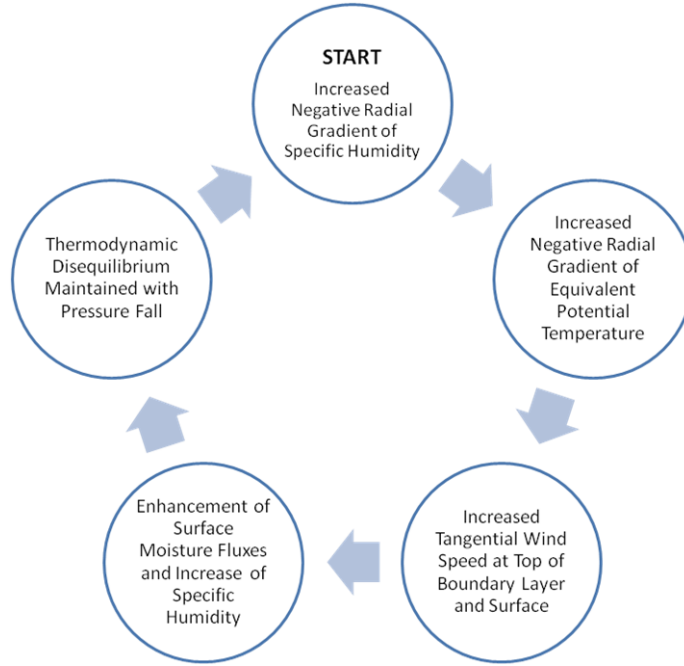 START
Increased
Negative Radial
Gradient of
Specific Humidity
Increased
Negative Radial
Gradient of
Equivalent
Potential
Temperature
Increased
Tangential Wind
Speed at Top of
Boundary Layer
and Surface
Enhancement of
Surface
Moisture Fluxes
and Increase of
Specific
Humidity
Thermodynamic
Disequilibrium
Maintained with
Pressure Fall